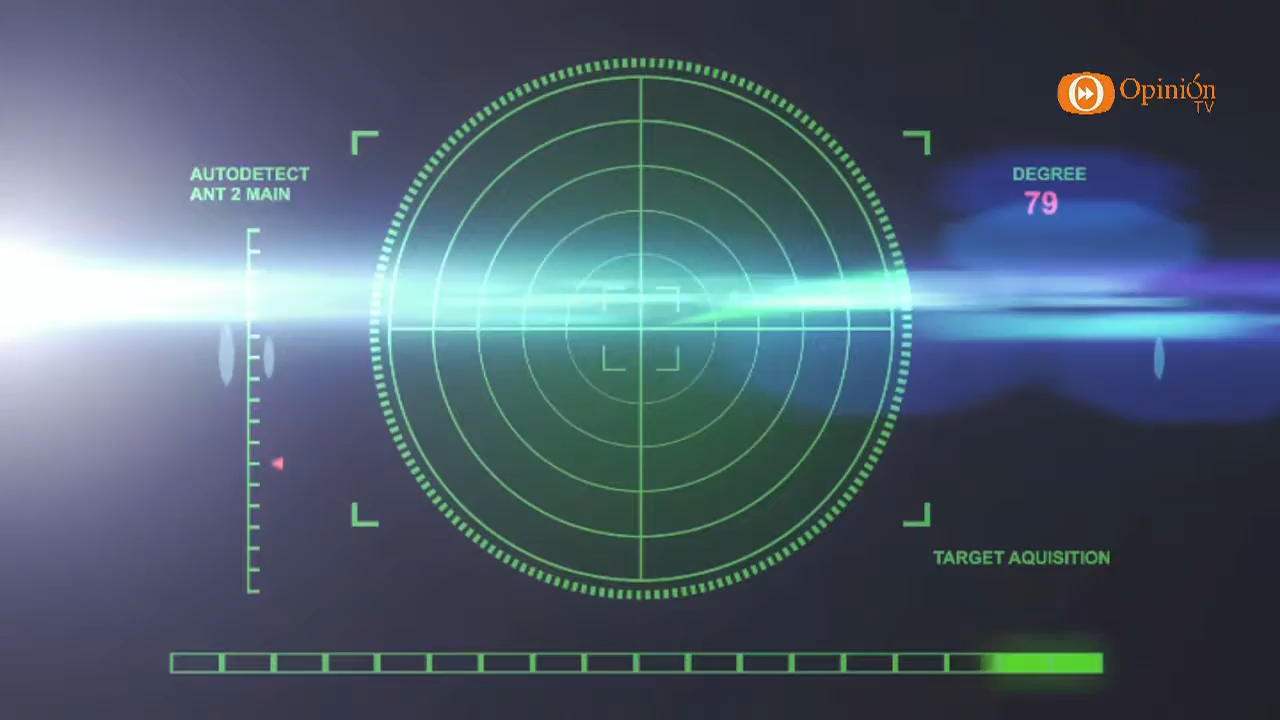 Opinión
TV
AUTODETECT
ANT 2 MAIN
DEGREE
79
TARGET AQUISITION